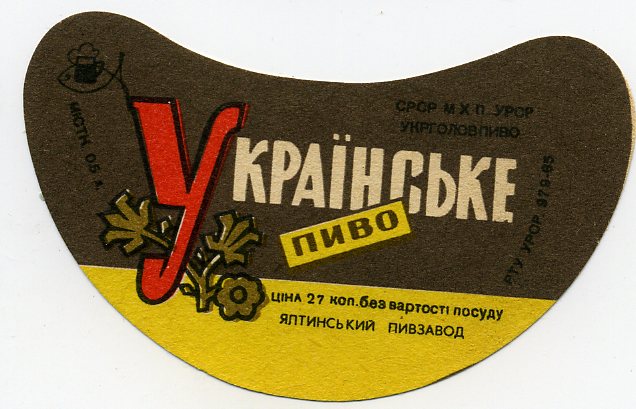 СРСР М Х П УРСР
УКРГОЛОВПИВО
МІСТН. 0,5 л.
УКРАЇНСЬКЕ
ПИВО
РТУ УРСР 979-65
ЦІНА 27 коп. без вартості посуду
ЯЛТИНСЬКИЙ ПИВЗАВОД